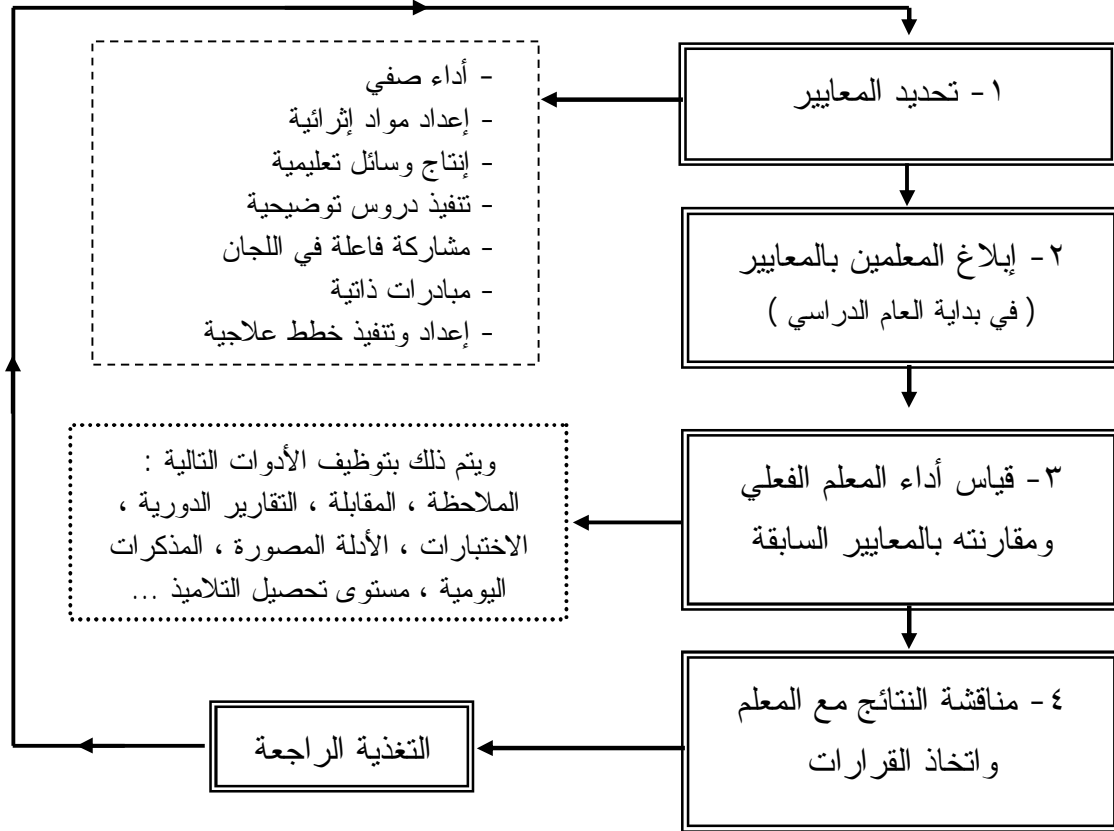 ١- تحديد المعايير
- أداء صفي
- إعداد مواد إثرائية
- إنتاج وسائل تعليمية
- تنفيذ دروس توضيحية
- مشاركة فاعلة في اللجان
- مبادرات ذاتية
- إعداد وتنفيذ خطط علاجية
٢- إبلاغ المعلمين بالمعايير
( في بداية العام الدراسي )
٣- قياس أداء المعلم الفعلي
ومقارنته بالمعايير السابقة
ويتم ذلك بتوظيف الأدوات التالية :
الملاحظة ، المقابلة ، التقارير الدورية ،
الاختبارات ، الأدلة المصورة ، المذكرات
اليومية ، مستوى تحصيل التلاميذ ...
٤- مناقشة النتائج مع المعلم
واتخاذ القرارات
التغذية الراجعة